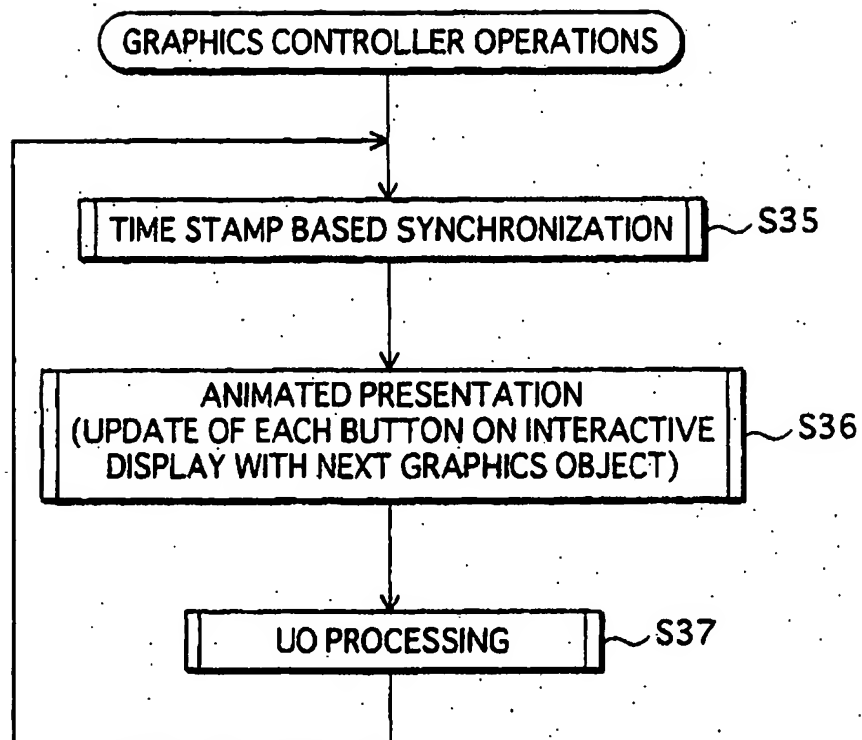 GRAPHICS CONTROLLER OPERATIONS
TIME STAMP BASED SYNCHRONIZATION
S35
ANIMATED PRESENTATION
(UPDATE OF EACH BUTTON ON INTERACTIVE
DISPLAY WITH NEXT GRAPHICS OBJECT)
S36
UO PROCESSING
S37